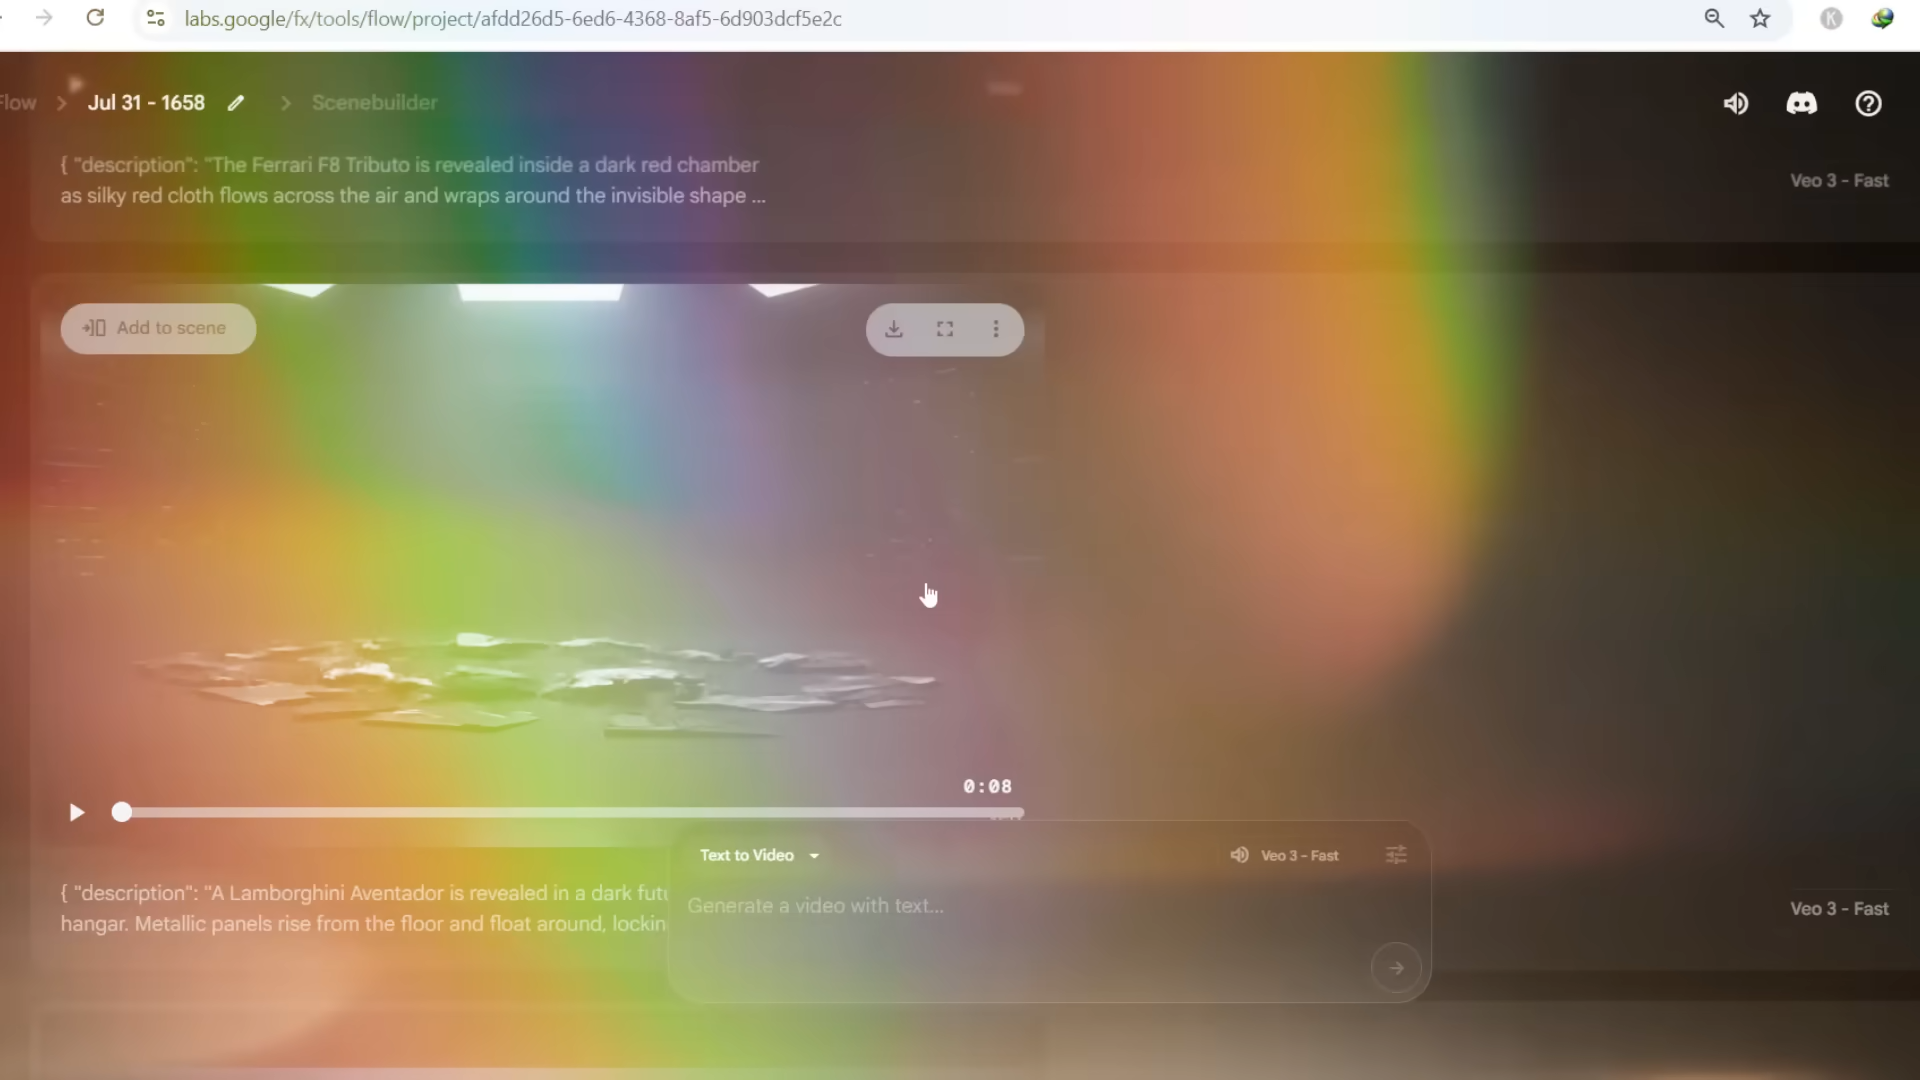 labs.google/fx/tools/flow/project/afdd26d5-6ed6-4368-8af5-6d903dcf5e2c
K
Flow > Jul 31 - 1658 > Scenebuilder
{ "description": "The Ferrari F8 Tributo is revealed inside a dark red chamber
as silky red cloth flows across the air and wraps around the invisible shape ...
Veo 3 - Fast
Add to scene
0:08
Text to Video
Veo 3 - Fast
Generate a video with text...
{ "description": "A Lamborghini Aventador is revealed in a dark
hangar. Metallic panels rise from the floor and float around,
Veo 3 - Fast